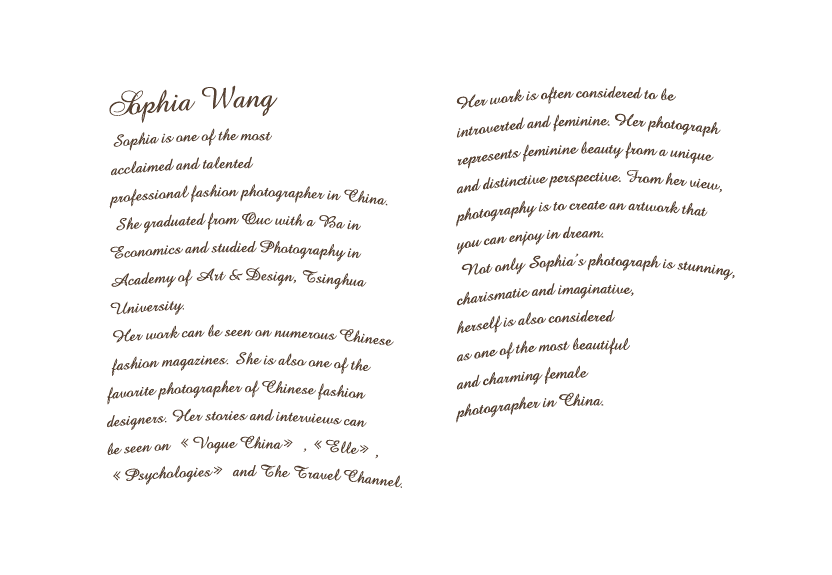 Sophia Wang
Sophia is one of the most
acclaimed and talented
professional fashion photographer in China.
She graduated from Ouc with a Ba in
Economics and studied Photography in
Academy of Art & Design, Tsinghua
University.
Her work can be seen on numerous Chinese
fashion magazines. She is also one of the
favorite photographer of Chinese fashion
designers. Her stories and interviews can
be seen on 《Vogue China》 ,《Elle》,
《Psychologies》 and The Travel Channel.
Her work is often considered to be
introverted and feminine. Her photograph
represents feminine beauty from a unique
and distinctive perspective. From her view,
photography is to create an artwork that
you can enjoy in dream.
Not only Sophia's photograph is stunning,
charismatic and imaginative,
herself is also considered
as one of the most beautiful
and charming female
photographer in China.